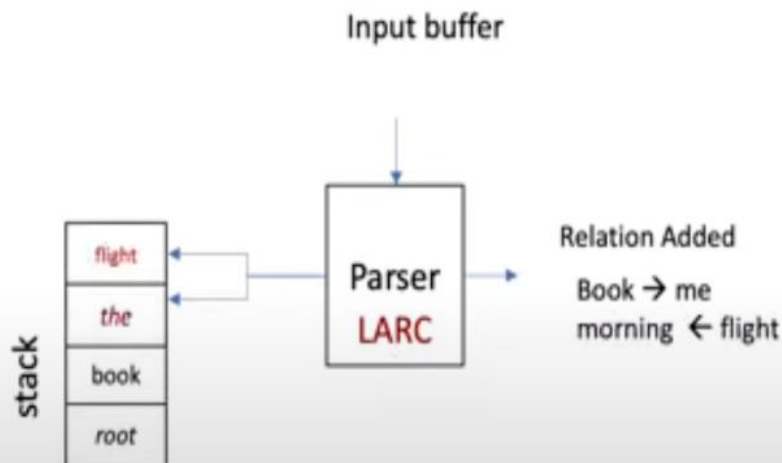 Input buffer
flight
the
book
root
stack
Parser
LARC
Relation Added
Book → me
morning ← flight